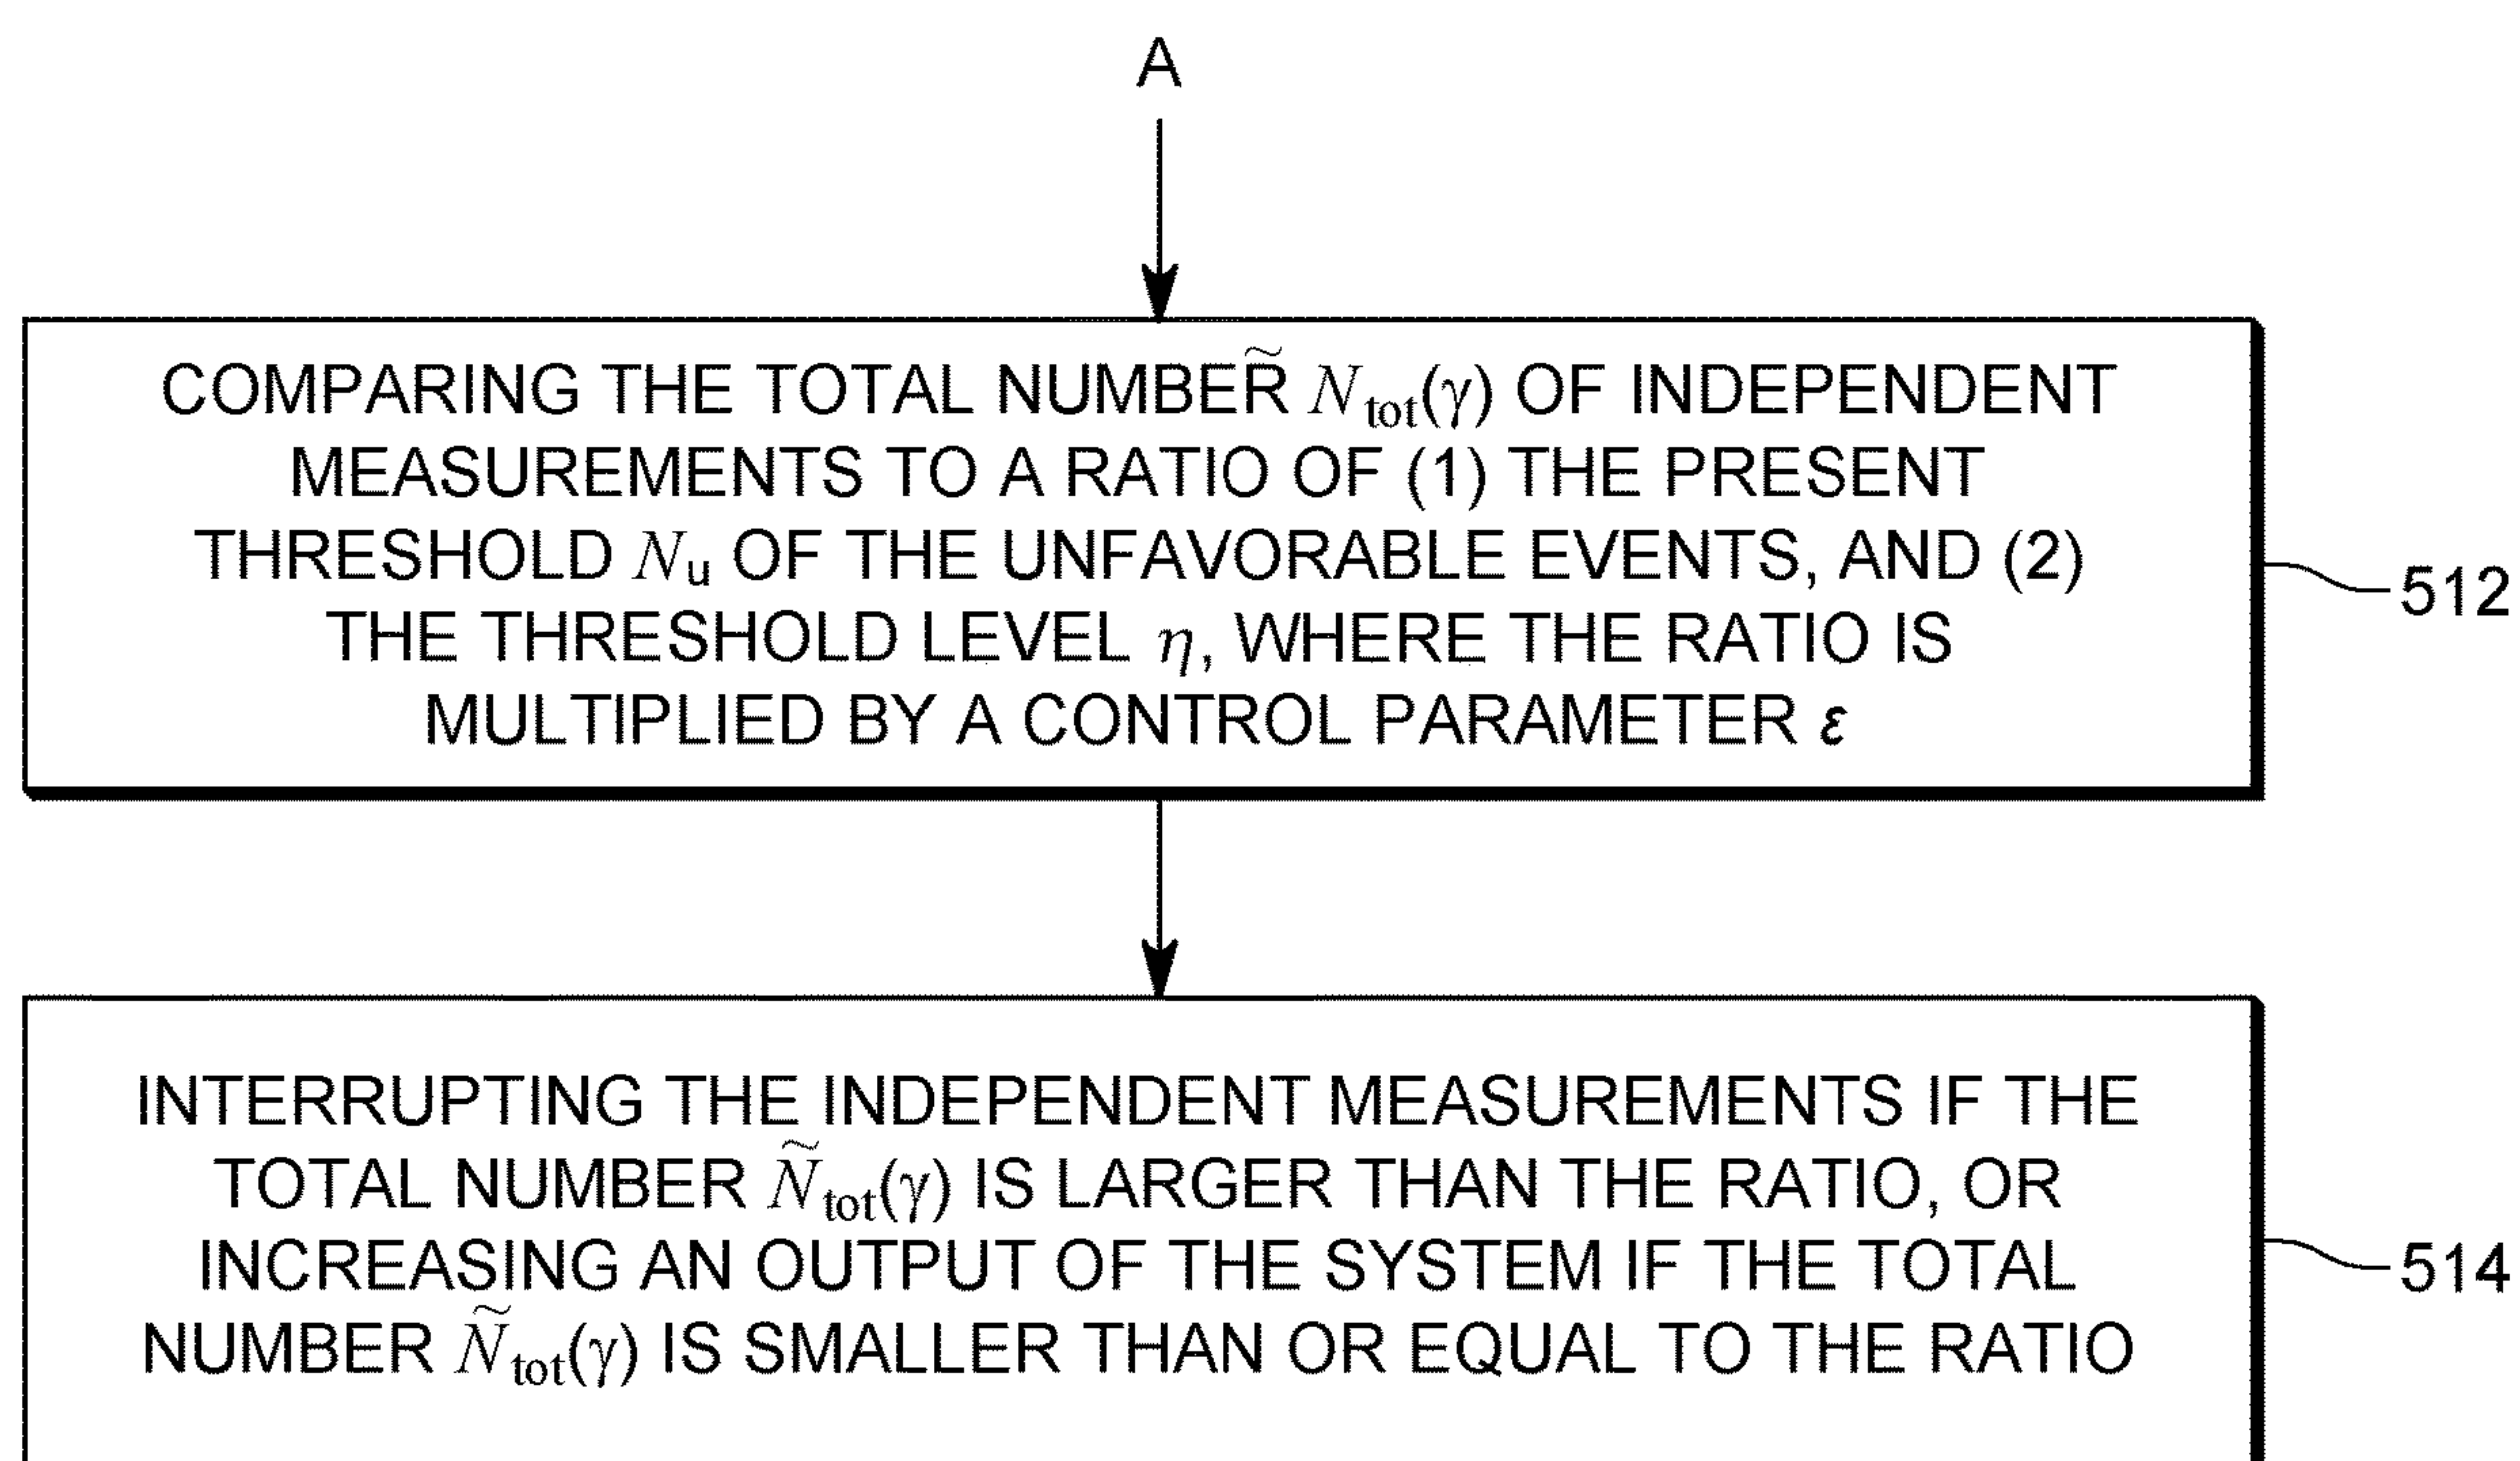 A
COMPARING THE TOTAL NUMBER Ñtot(γ) OF INDEPENDENT
MEASUREMENTS TO A RATIO OF (1) THE PRESENT
THRESHOLD Nu OF THE UNFAVORABLE EVENTS, AND (2)
THE THRESHOLD LEVEL η, WHERE THE RATIO IS
MULTIPLIED BY A CONTROL PARAMETER ε
512
INTERRUPTING THE INDEPENDENT MEASUREMENTS IF THE
TOTAL NUMBER Ñtot(γ) IS LARGER THAN THE RATIO, OR
INCREASING AN OUTPUT OF THE SYSTEM IF THE TOTAL
NUMBER Ñtot(γ) IS SMALLER THAN OR EQUAL TO THE RATIO
514